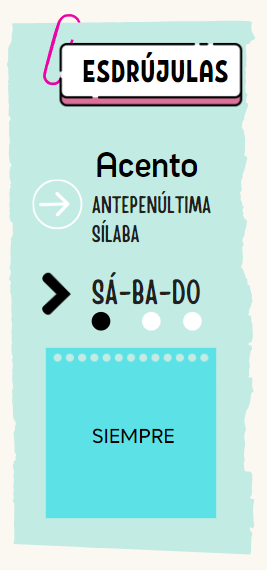 ESDRÚJULAS
Acento
ANTEPENÚLTIMA
SÍLABA
SÁ-BA-DO
SIEMPRE